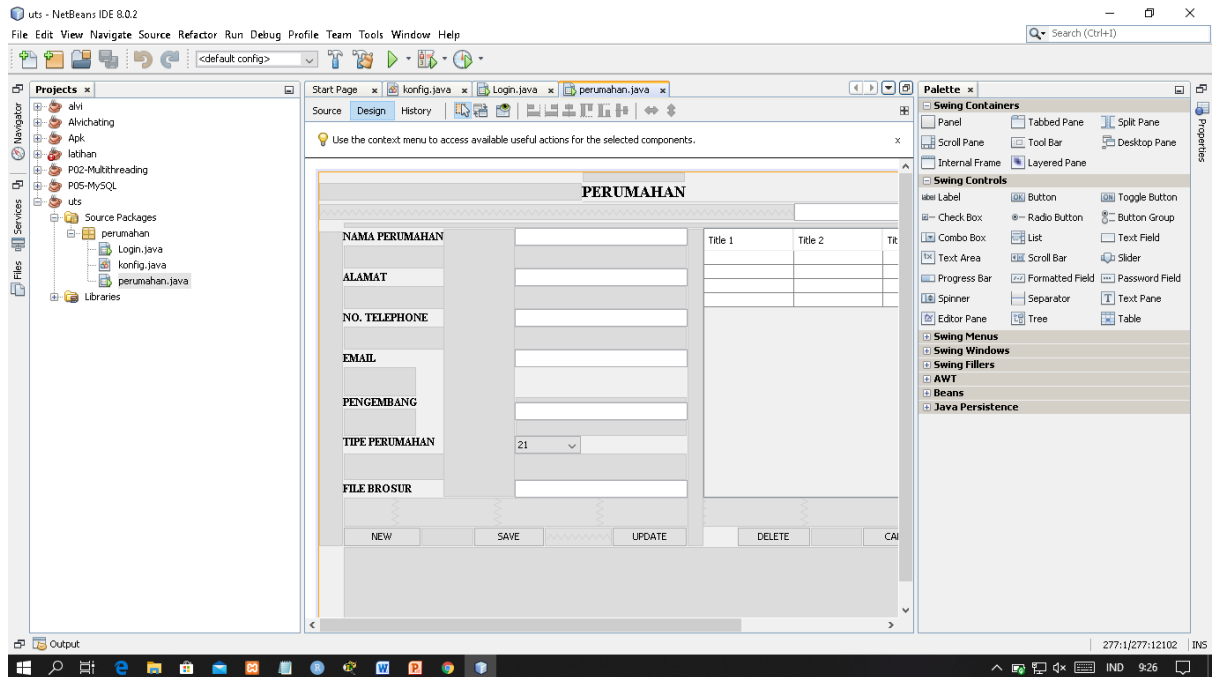 uts - NetBeans IDE 8.0.2
File Edit View Navigate Source Refactor Run Debug Profile Team Tools Window Help
Search (Ctrl+I)
<default config>
Projects
alvi
Alvichating
Apk
latihan
P02-Multithreading
P05-MySQL
uts
Source Packages
perumahan
Login.java
konfig.java
perumahan.java
Libraries
Navigator
Services
Files
Start Page konfig.java Login.java perumahan.java
Source Design History
Use the context menu to access available useful actions for the selected components.
PERUMAHAN
NAMA PERUMAHAN
ALAMAT
NO. TELEPHONE
EMAIL
PENGEMBANG
TIPE PERUMAHAN 21
FILE BROSUR
Title 1 Title 2 Tit
NEW SAVE UPDATE DELETE CA
Palette
Swing Containers
Panel Tabbed Pane Split Pane
Scroll Pane Tool Bar Desktop Pane
Internal Frame Layered Pane
Swing Controls
label Label OK Button ON Toggle Button
Check Box Radio Button Button Group
Combo Box List Text Field
Text Area Scroll Bar Slider
Progress Bar Formatted Field Password Field
Spinner Separator Text Pane
Editor Pane Tree Table
Swing Menus
Swing Windows
Swing Fillers
AWT
Beans
Java Persistence
Properties
Output
277:1/277:12102 INS
IND 9:26